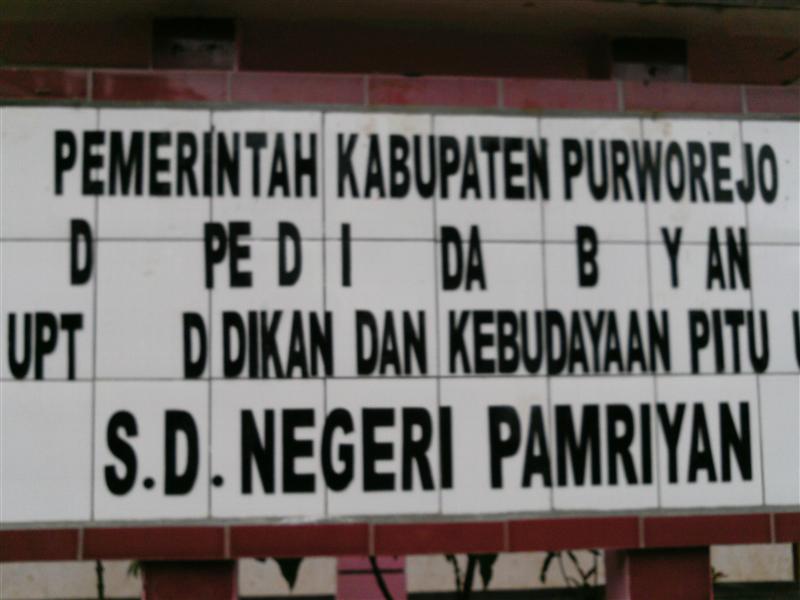 PEMERINTAH KABUPATEN PURWOREJO
D PE D I DA B Y AN
UPT D DIKAN DAN KEBUDAYAAN PITU U
S.D. NEGERI PAMRIYAN